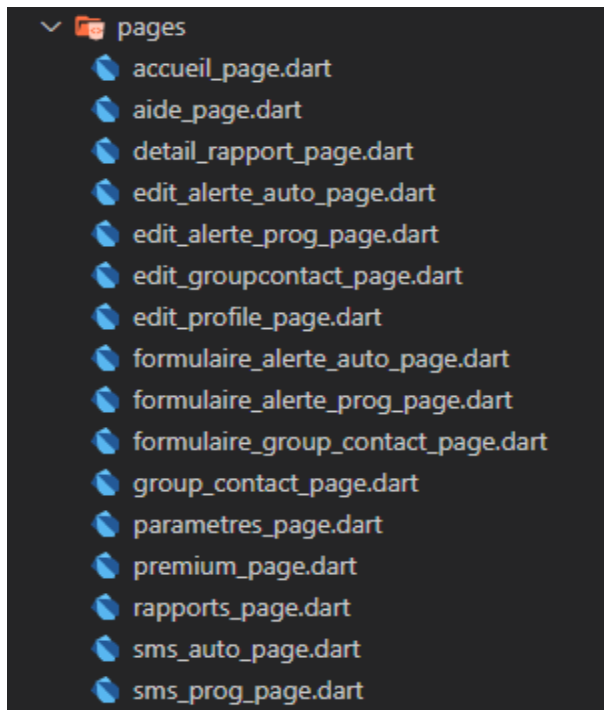 pages
accueil_page.dart
aide_page.dart
detail_rapport_page.dart
edit_alerte_auto_page.dart
edit_alerte_prog_page.dart
edit_groupcontact_page.dart
edit_profile_page.dart
formulaire_alerte_auto_page.dart
formulaire_alerte_prog_page.dart
formulaire_group_contact_page.dart
group_contact_page.dart
parametres_page.dart
premium_page.dart
rapports_page.dart
sms_auto_page.dart
sms_prog_page.dart